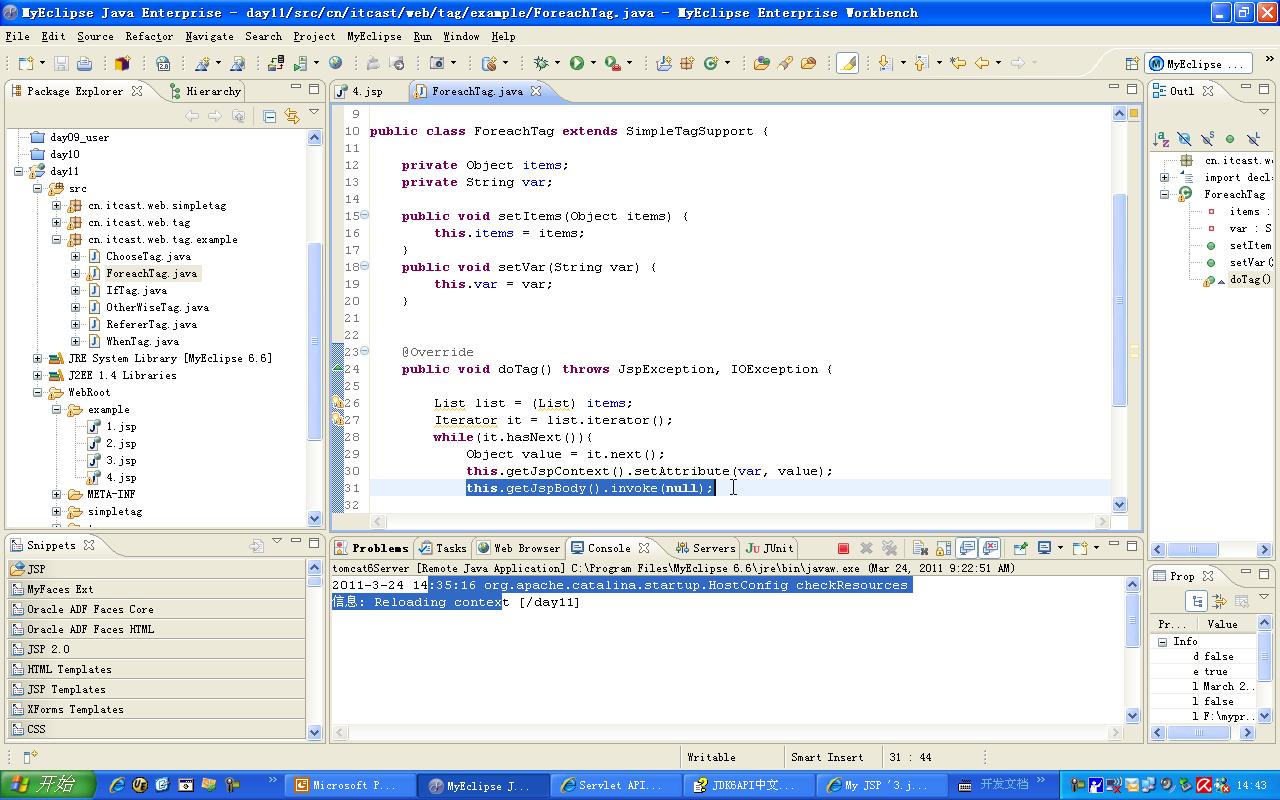 MyEclipse Java Enterprise - day11/src/cn/itcast/web/tag/example/ForeachTag.java - MyEclipse Enterprise Workbench
File Edit Source Refactor Navigate Search Project MyEclipse Run Window Help
MyEclipse ...
Package Explorer
Hierarchy
day09_user
day10
day11
src
cn.itcast.web.simpletag
cn.itcast.web.tag
cn.itcast.web.tag.example
ChooseTag.java
ForeachTag.java
IfTag.java
OtherWiseTag.java
RefererTag.java
WhenTag.java
JRE System Library [MyEclipse 6.6]
J2EE 1.4 Libraries
WebRoot
example
1.jsp
2.jsp
3.jsp
4.jsp
META-INF
simpletag
4.jsp
ForeachTag.java
9
10 public class ForeachTag extends SimpleTagSupport {
11
12 private Object items;
13 private String var;
14
15 public void setItems(Object items) {
16 this.items = items;
17 }
18 public void setVar(String var) {
19 this.var = var;
20 }
21
22
23 @Override
24 public void doTag() throws JspException, IOException {
25
26 List list = (List) items;
27 Iterator it = list.iterator();
28 while(it.hasNext()){
29 Object value = it.next();
30 this.getJspContext().setAttribute(var, value);
31 this.getJspBody().invoke(null);
32
Outl
cn.itcast.w
import decl
ForeachTag
items :
var : S
setItem
setVar(
doTag()
Snippets
JSP
MyFaces Ext
Oracle ADF Faces Core
Oracle ADF Faces HTML
JSP 2.0
HTML Templates
JSP Templates
XForms Templates
CSS
Problems Tasks Web Browser Console Servers JUnit
tomcat6Server [Remote Java Application] C:\Program Files\MyEclipse 6.6\jre\bin\javaw.exe (Mar 24, 2011 9:22:51 AM)
2011-3-24 14:35:16 org.apache.catalina.startup.HostConfig checkResources
信息: Reloading context [/day11]
Prop
Pr... Value
Info
d false
e true
l March 2..
l false
l F:\mypr..
Writable Smart Insert 31 : 44
开始
Microsoft P...
MyEclipse J...
Servlet API...
JDK6API中文...
My JSP '3.j...
开发文档
14:43